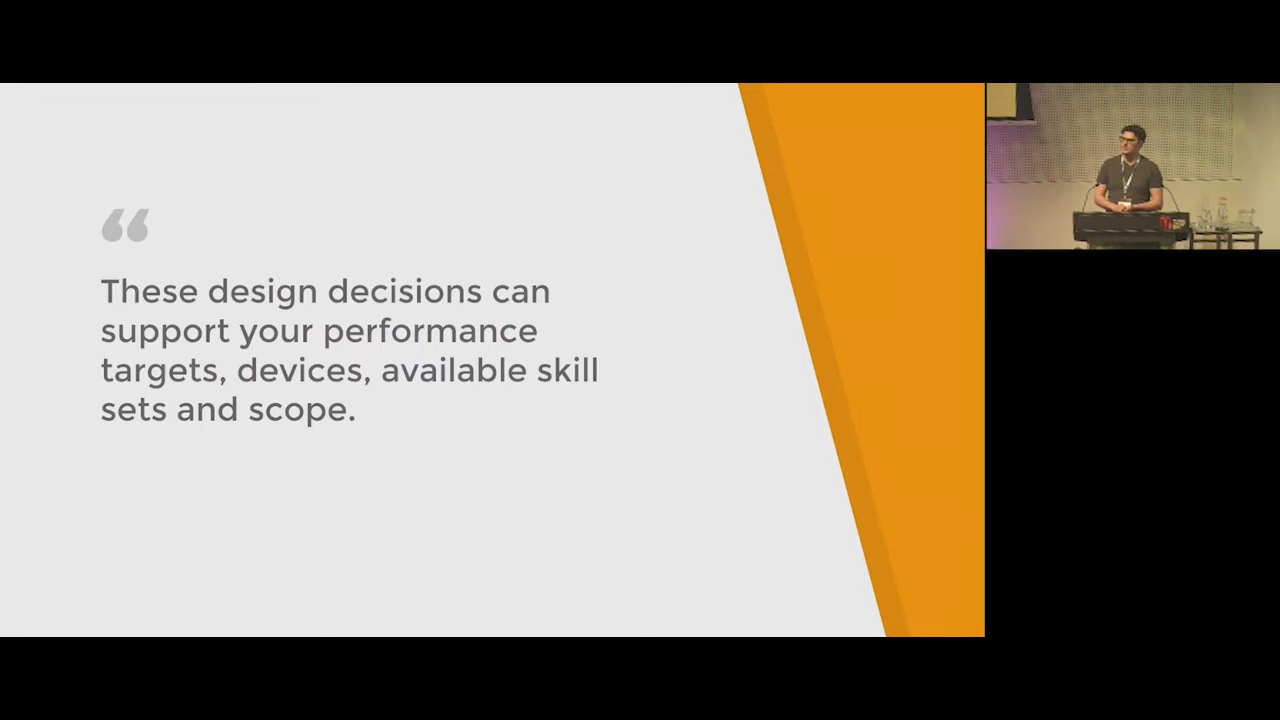 “
These design decisions can
support your performance
targets, devices, available skill
sets and scope.